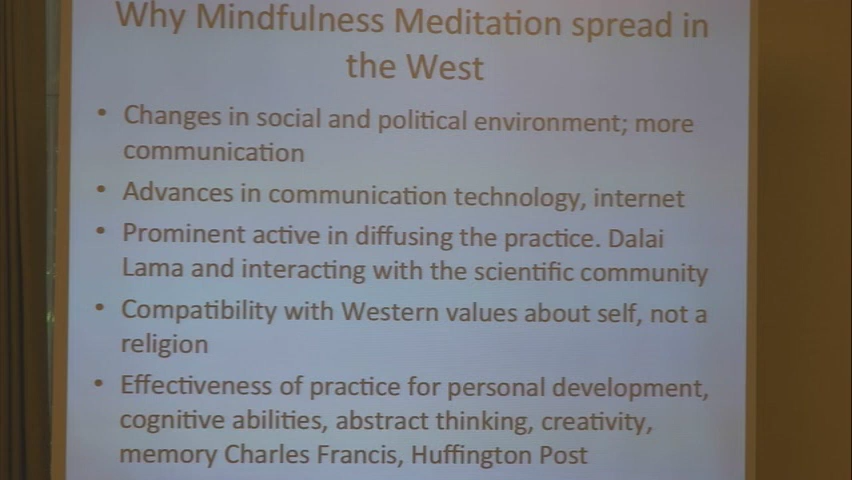 Why Mindfulness Meditation spread in
the West
• Changes in social and political environment; more
communication
• Advances in communication technology, internet
• Prominent active in diffusing the practice. Dalai
Lama and interacting with the scientific community
• Compatibility with Western values about self, not a
religion
• Effectiveness of practice for personal development,
cognitive abilities, abstract thinking, creativity,
memory Charles Francis, Huffington Post